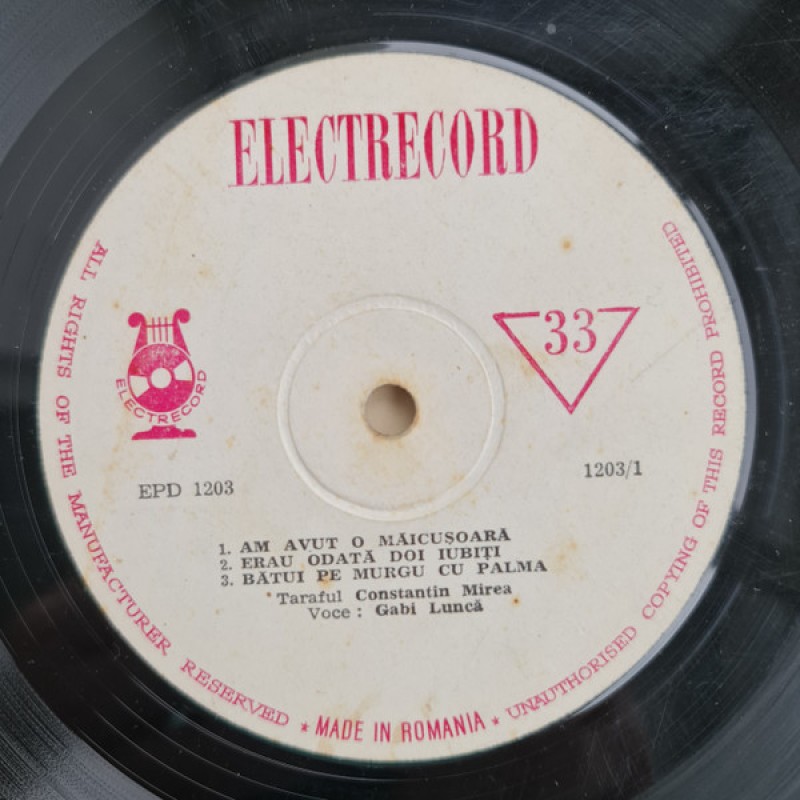 ELECTRECORD
33
ELECTRECORD
EPD 1203
1203/1
1. AM AVUT O MĂICUȘOARĂ
2. ERAU ODATĂ DOI IUBIȚI
3. BĂTUI PE MURGU CU PALMA
Taraful Constantin Mirea
Voce : Gabi Luncă
ALL RIGHTS OF THE MANUFACTURER RESERVED ★ MADE IN ROMANIA ★ UNAUTHORISED COPYING OF THIS RECORD PROHIBITED